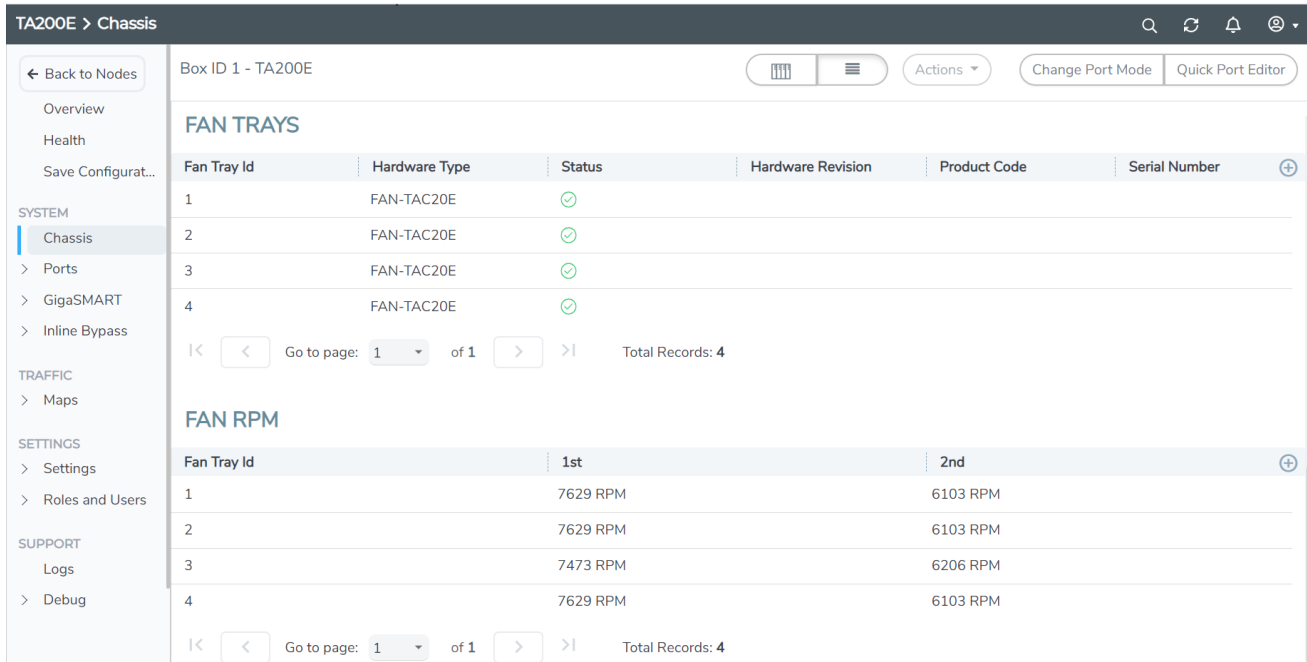 TA200E > Chassis
Back to Nodes
Overview
Health
Save Configurat...
SYSTEM
Chassis
Ports
GigaSMART
Inline Bypass
TRAFFIC
Maps
SETTINGS
Settings
Roles and Users
SUPPORT
Logs
Debug
Box ID 1 - TA200E
Actions
Change Port Mode
Quick Port Editor
FAN TRAYS
Fan Tray Id Hardware Type Status Hardware Revision Product Code Serial Number
1 FAN-TAC20E
2 FAN-TAC20E
3 FAN-TAC20E
4 FAN-TAC20E
Go to page: 1 of 1 Total Records: 4
FAN RPM
Fan Tray Id 1st 2nd
1 7629 RPM 6103 RPM
2 7629 RPM 6103 RPM
3 7473 RPM 6206 RPM
4 7629 RPM 6103 RPM
Go to page: 1 of 1 Total Records: 4